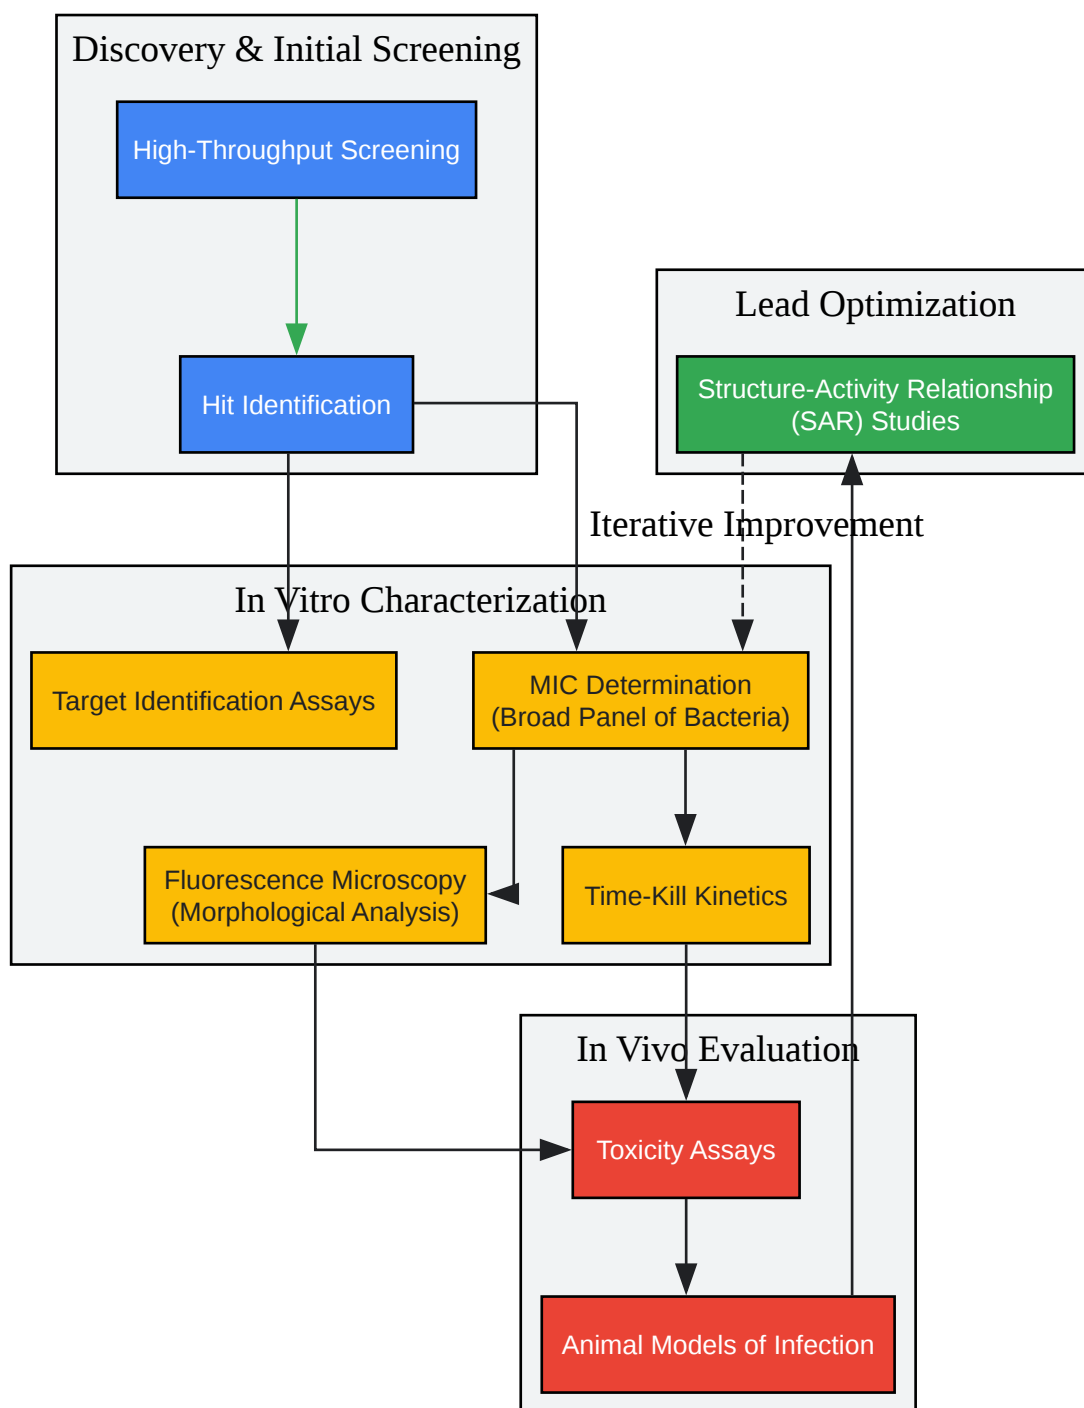 Discovery & Initial Screening
High-Throughput Screening
Hit Identification
Lead Optimization
Structure-Activity Relationship
(SAR) Studies
Iterative Improvement
In Vitro Characterization
Target Identification Assays
MIC Determination
(Broad Panel of Bacteria)
Fluorescence Microscopy
(Morphological Analysis)
Time-Kill Kinetics
In Vivo Evaluation
Toxicity Assays
Animal Models of Infection